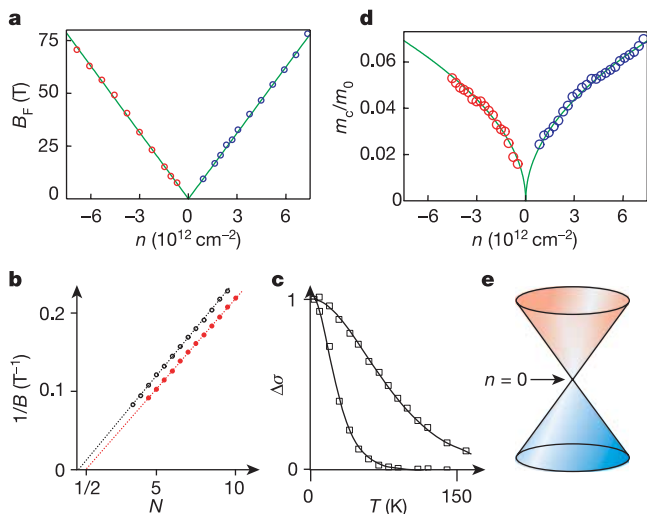 a
75
50
25
0
B_F (T)
-6
-3
0
3
6
n (10^12 cm^-2)
d
0.06
0.04
0.02
0
m_c/m_0
-6
-3
0
3
6
n (10^12 cm^-2)
b
0.2
0.1
0
1/B (T^-1)
1/2
5
10
N
c
1
0
Δσ
0
150
T (K)
e
n = 0